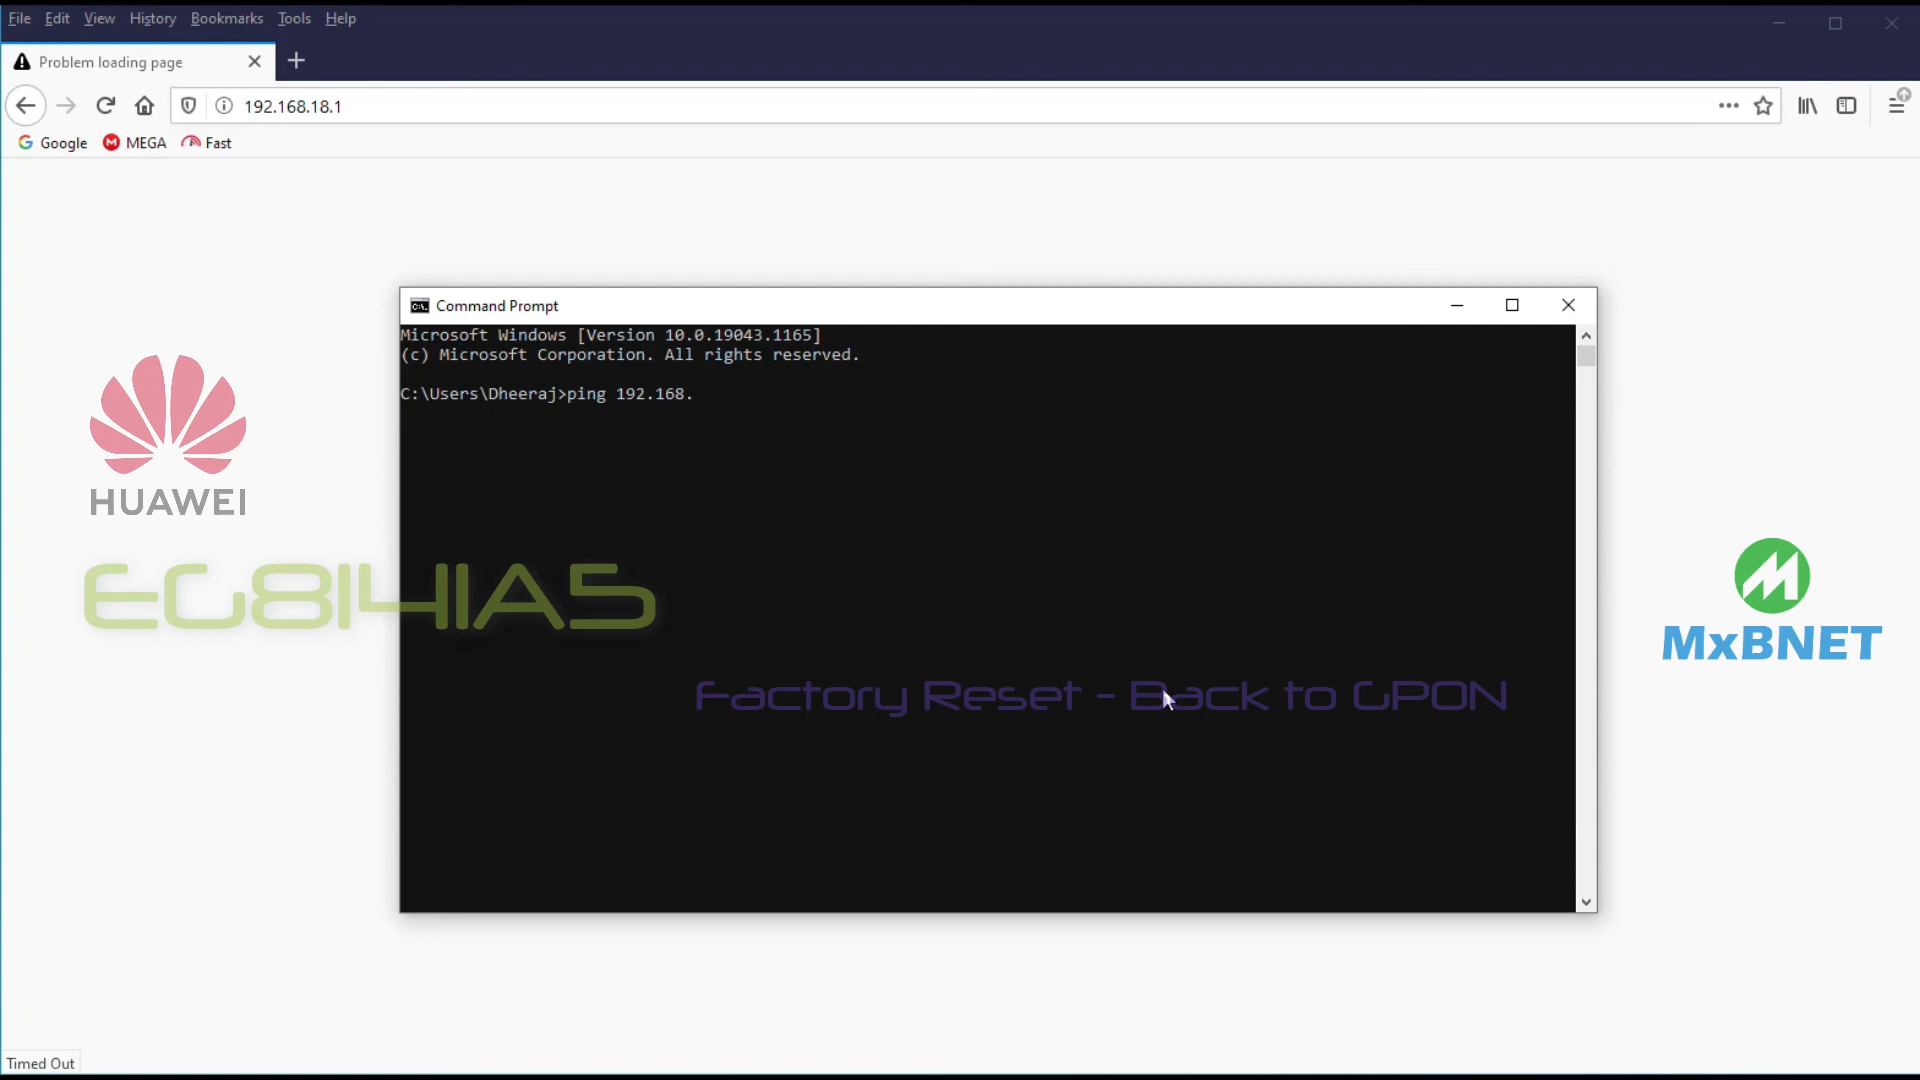 File Edit View History Bookmarks Tools Help
Problem loading page
192.168.18.1
Google MEGA Fast
Command Prompt
Microsoft Windows [Version 10.0.19043.1165]
(c) Microsoft Corporation. All rights reserved.
C:\Users\Dheeraj>ping 192.168.
HUAWEI
EG8141A5
MxBNET
Factory Reset - Back to GPON
Timed Out